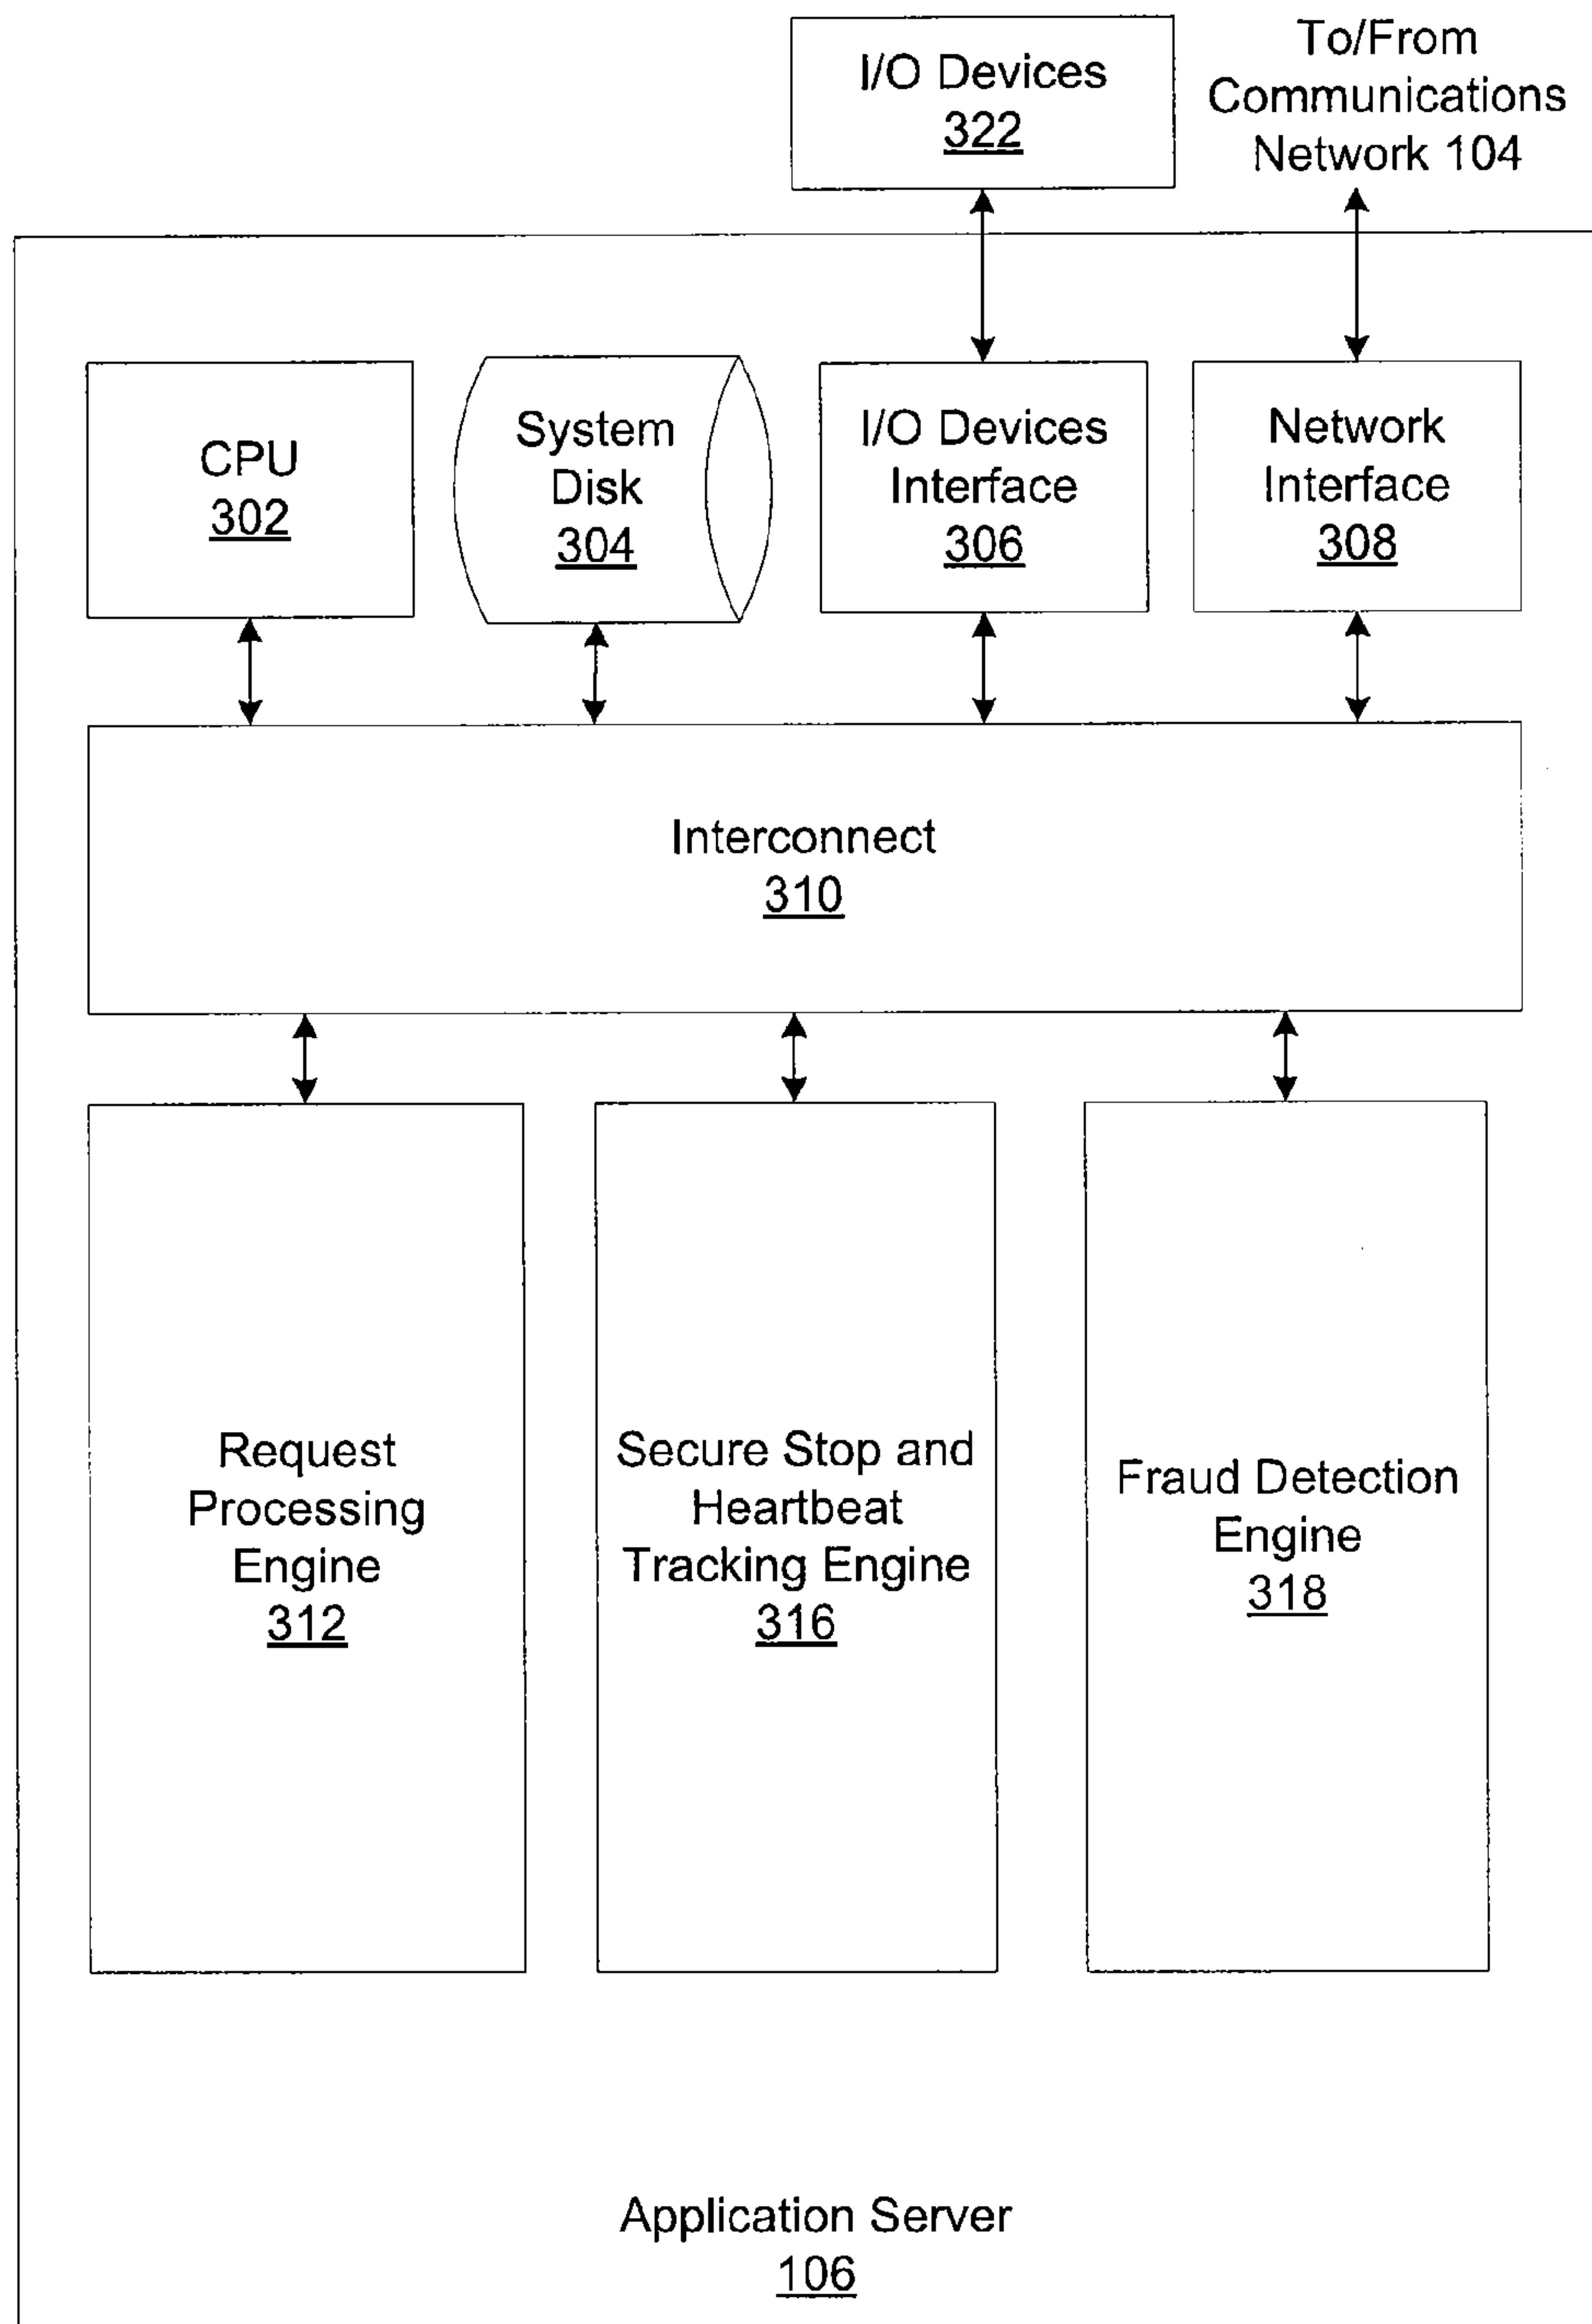 I/O Devices
322
To/From
Communications
Network 104
CPU
302
System
Disk
304
I/O Devices
Interface
306
Network
Interface
308
Interconnect
310
Request
Processing
Engine
312
Secure Stop and
Heartbeat
Tracking Engine
316
Fraud Detection
Engine
318
Application Server
106